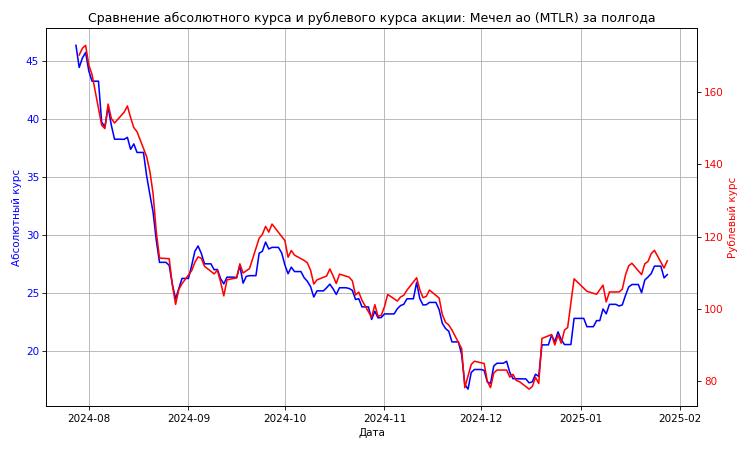 Сравнение абсолютного курса и рублевого курса акции: Мечел ао (MTLR) за полгода
45
40
35
30
25
20
Абсолютный курс
160
140
120
100
80
Рублевый курс
2024-08 2024-09 2024-10 2024-11 2024-12 2025-01 2025-02
Дата